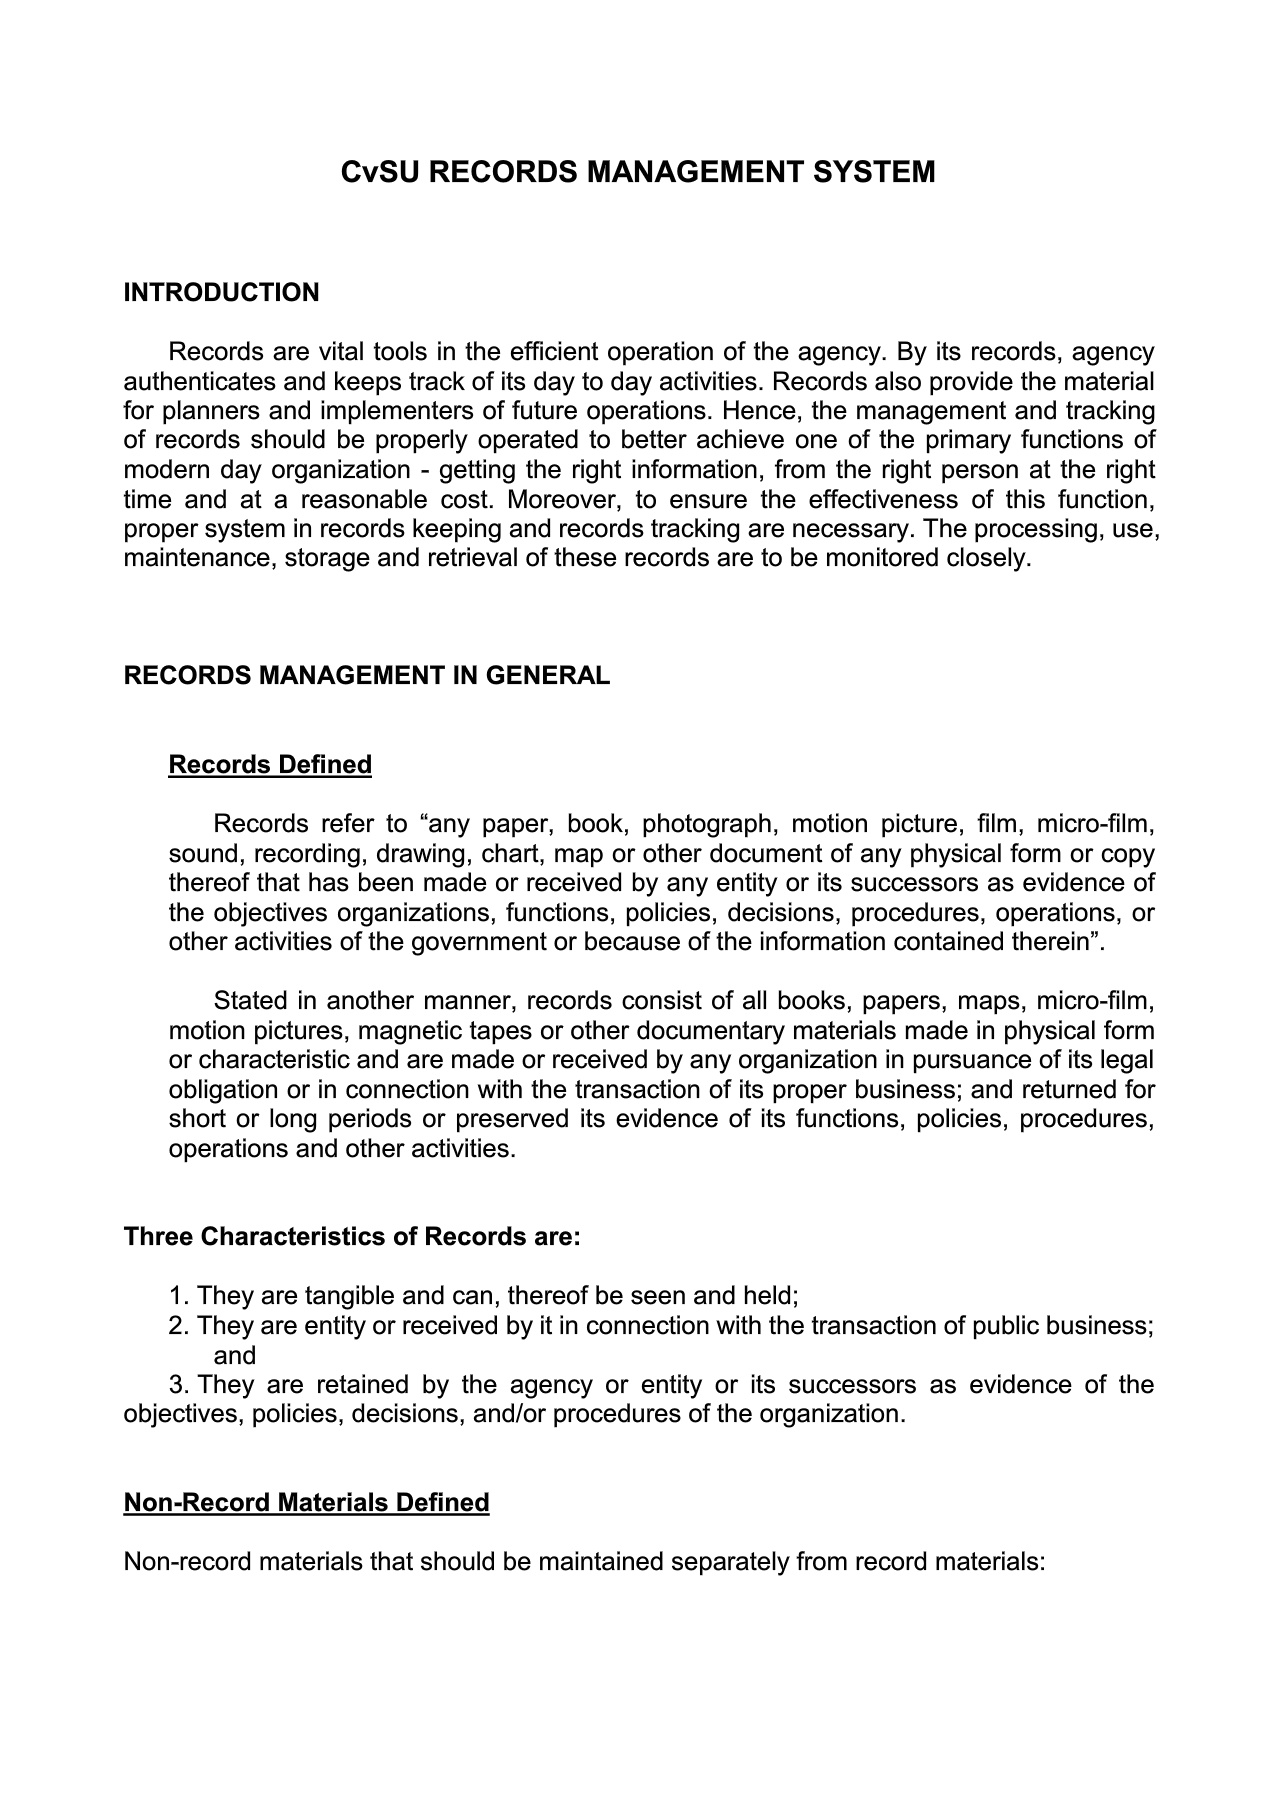 CvSU RECORDS MANAGEMENT SYSTEM
INTRODUCTION
Records are vital tools in the efficient operation of the agency. By its records, agency
authenticates and keeps track of its day to day activities. Records also provide the material
for planners and implementers of future operations. Hence, the management and tracking
of records should be properly operated to better achieve one of the primary functions of
modern day organization - getting the right information, from the right person at the right
time and at a reasonable cost. Moreover, to ensure the effectiveness of this function,
proper system in records keeping and records tracking are necessary. The processing, use,
maintenance, storage and retrieval of these records are to be monitored closely.
RECORDS MANAGEMENT IN GENERAL
Records Defined
Records refer to “any paper, book, photograph, motion picture, film, micro-film,
sound, recording, drawing, chart, map or other document of any physical form or copy
thereof that has been made or received by any entity or its successors as evidence of
the objectives organizations, functions, policies, decisions, procedures, operations, or
other activities of the government or because of the information contained therein”.
Stated in another manner, records consist of all books, papers, maps, micro-film,
motion pictures, magnetic tapes or other documentary materials made in physical form
or characteristic and are made or received by any organization in pursuance of its legal
obligation or in connection with the transaction of its proper business; and returned for
short or long periods or preserved its evidence of its functions, policies, procedures,
operations and other activities.
Three Characteristics of Records are:
1. They are tangible and can, thereof be seen and held;
2. They are entity or received by it in connection with the transaction of public business;
and
3. They are retained by the agency or entity or its successors as evidence of the
objectives, policies, decisions, and/or procedures of the organization.
Non-Record Materials Defined
Non-record materials that should be maintained separately from record materials: